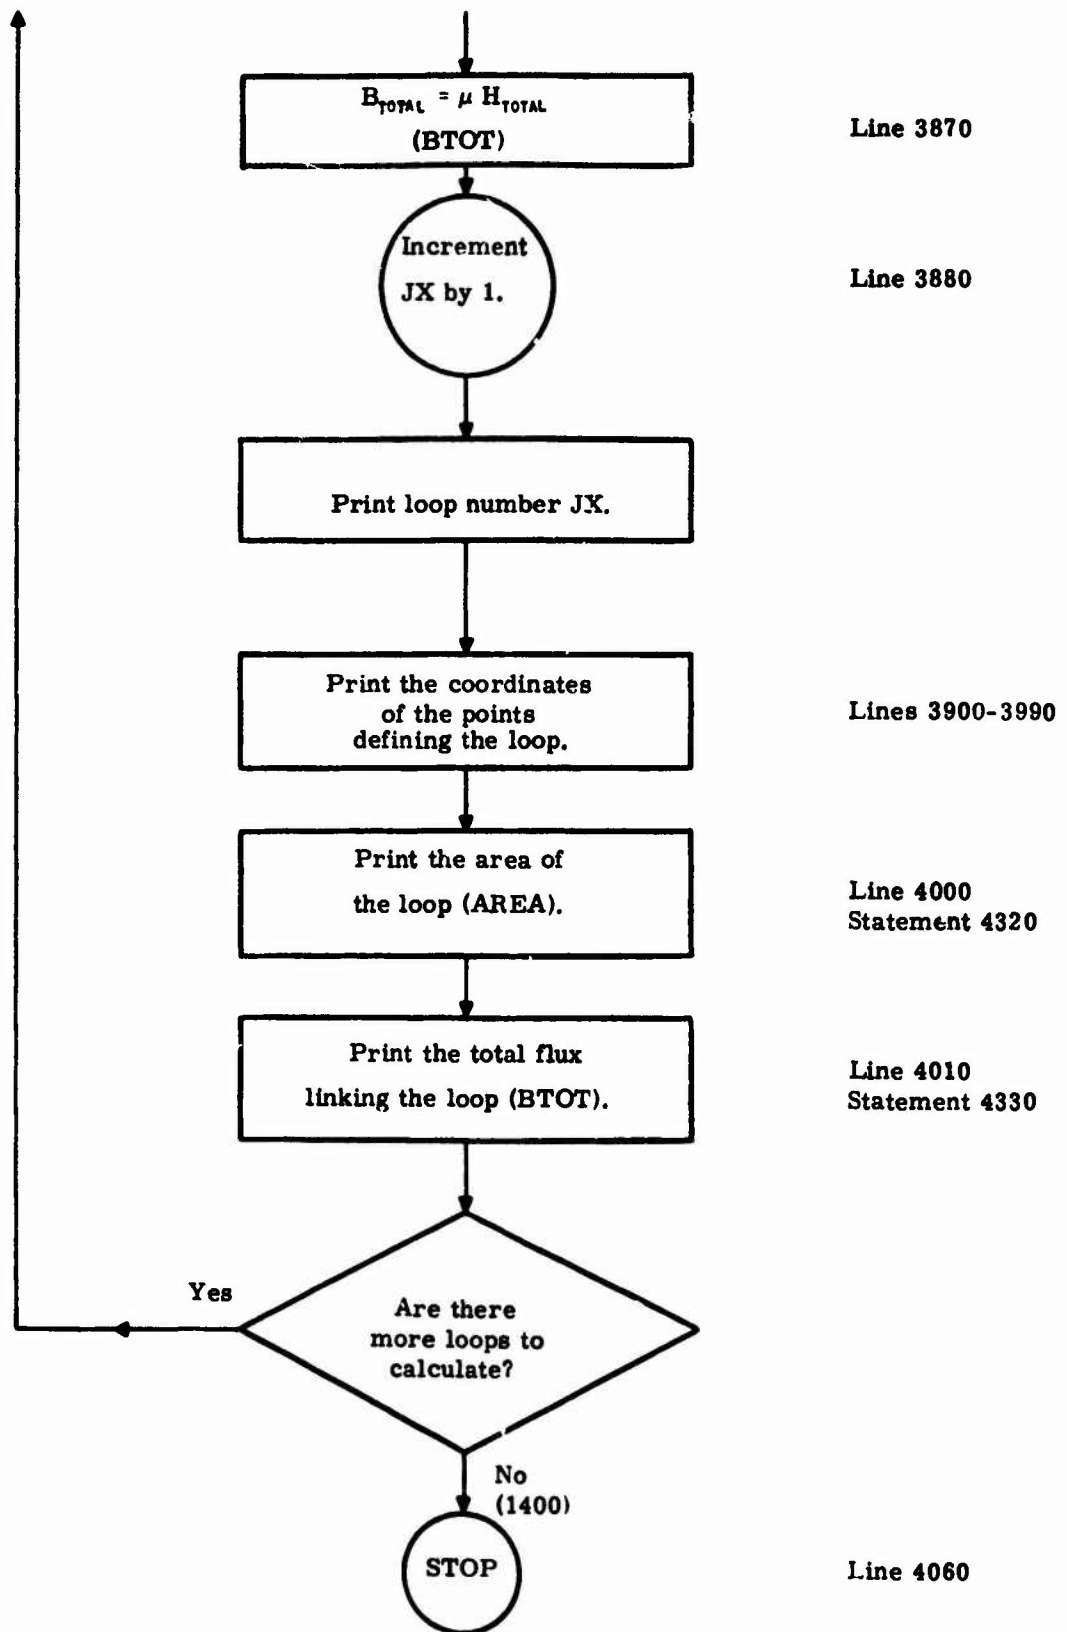 B_TOTAL = μ H_TOTAL
(BTOT)
Line 3870
Increment
JX by 1.
Line 3880
Print loop number JX.
Print the coordinates
of the points
defining the loop.
Lines 3900-3990
Print the area of
the loop (AREA).
Line 4000
Statement 4320
Print the total flux
linking the loop (BTOT).
Line 4010
Statement 4330
Yes
Are there
more loops to
calculate?
No
(1400)
STOP
Line 4060